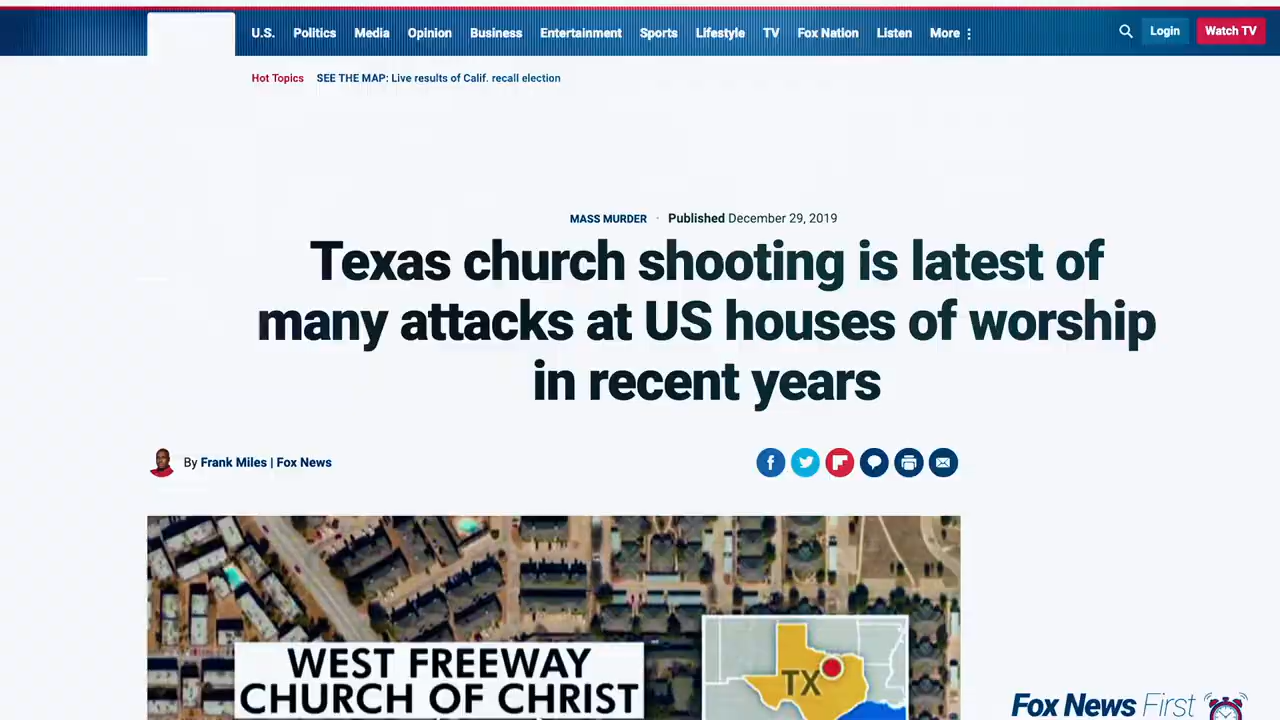 U.S. Politics Media Opinion Business Entertainment Sports Lifestyle TV Fox Nation Listen More Login Watch TV
Hot Topics SEE THE MAP: Live results of Calif. recall election
MASS MURDER · Published December 29, 2019
Texas church shooting is latest of
many attacks at US houses of worship
in recent years
By Frank Miles | Fox News
WEST FREEWAY
CHURCH OF CHRIST
TX
Fox News First